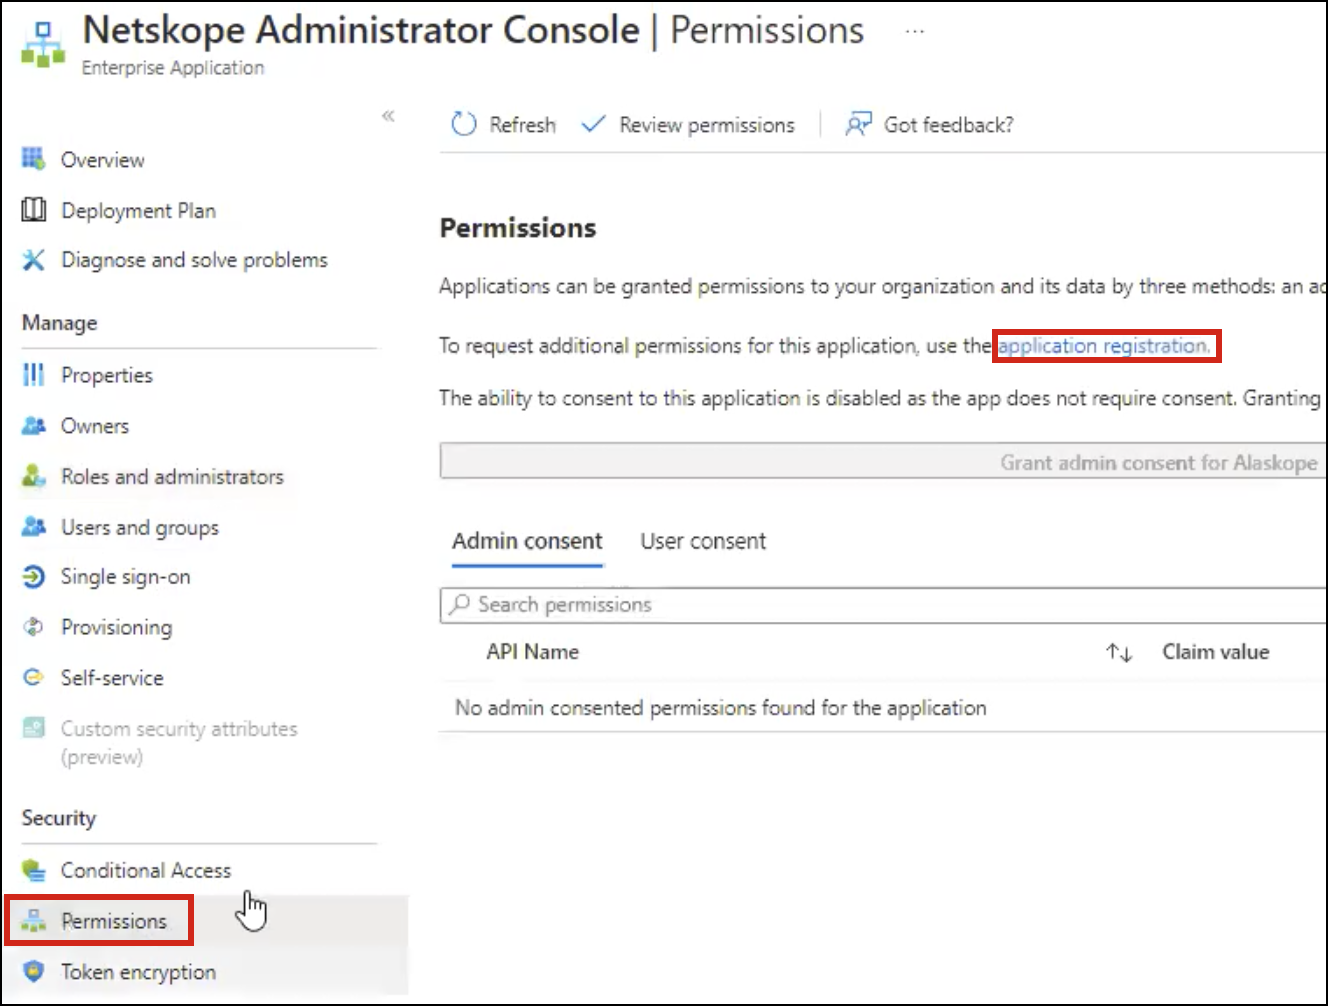 Netskope Administrator Console | Permissions ...
Enterprise Application
«
Overview
Deployment Plan
Diagnose and solve problems
Manage
Properties
Owners
Roles and administrators
Users and groups
Single sign-on
Provisioning
Self-service
Custom security attributes
(preview)
Security
Conditional Access
Permissions
Token encryption
Refresh Review permissions Got feedback?
Permissions
Applications can be granted permissions to your organization and its data by three methods: an
To request additional permissions for this application, use the application registration.
The ability to consent to this application is disabled as the app does not require consent. Granting
Grant admin consent for Alaskope
Admin consent User consent
Search permissions
API Name ↑↓ Claim value
No admin consented permissions found for the application